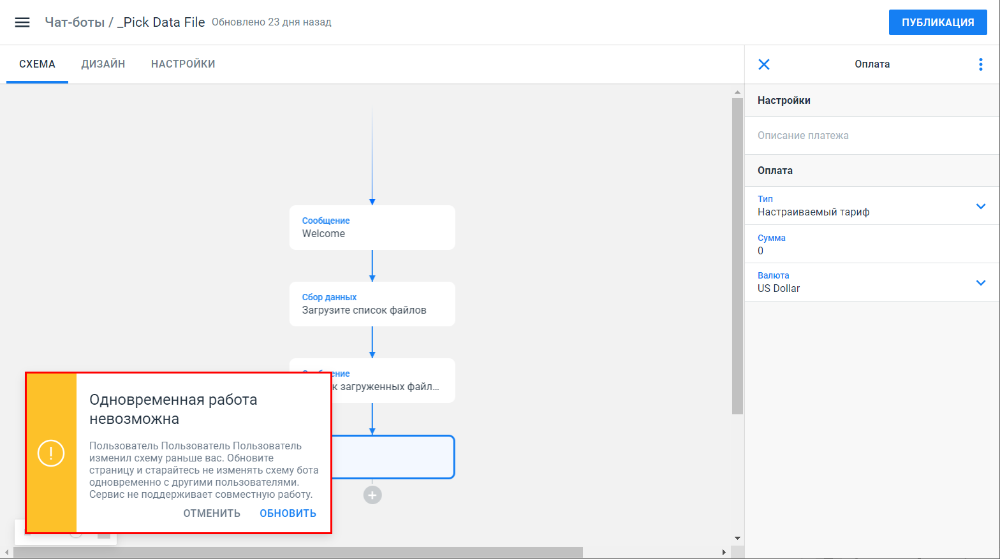 Чат-боты / _Pick Data File Обновлено 23 дня назад
ПУБЛИКАЦИЯ
СХЕМА ДИЗАЙН НАСТРОЙКИ
Оплата
Настройки
Описание платежа
Оплата
Тип
Настраиваемый тариф
Сумма
0
Валюта
US Dollar
Сообщение
Welcome
Сбор данных
Загрузите список файлов
к загруженных файл...
Одновременная работа
невозможна
Пользователь Пользователь Пользователь
изменил схему раньше вас. Обновите
страницу и старайтесь не изменять схему бота
одновременно с другими пользователями.
Сервис не поддерживает совместную работу.
ОТМЕНИТЬ ОБНОВИТЬ